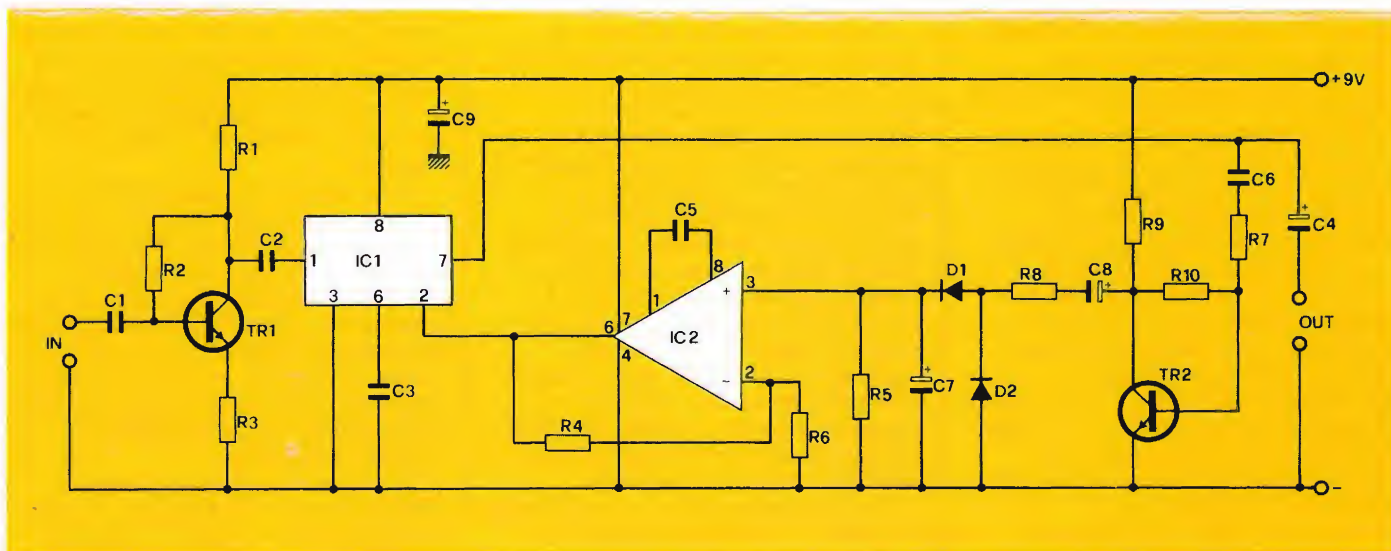 +9V
C9
R1
C6
8
C5
R9
R7
C4
C2
R2
1
IC1
7
8
C1
3
6
2
1
+
3
D1
R8
C8
R10
IN
TR1
7
6
4
IC2
OUT
C3
−
2
R5
C7
D2
TR2
R3
R4
R6
−